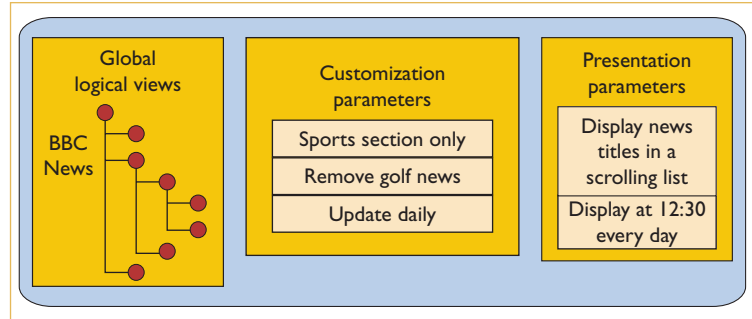 Global
logical views
BBC
News
Customization
parameters
Sports section only
Remove golf news
Update daily
Presentation
parameters
Display news
titles in a
scrolling list
Display at 12:30
every day